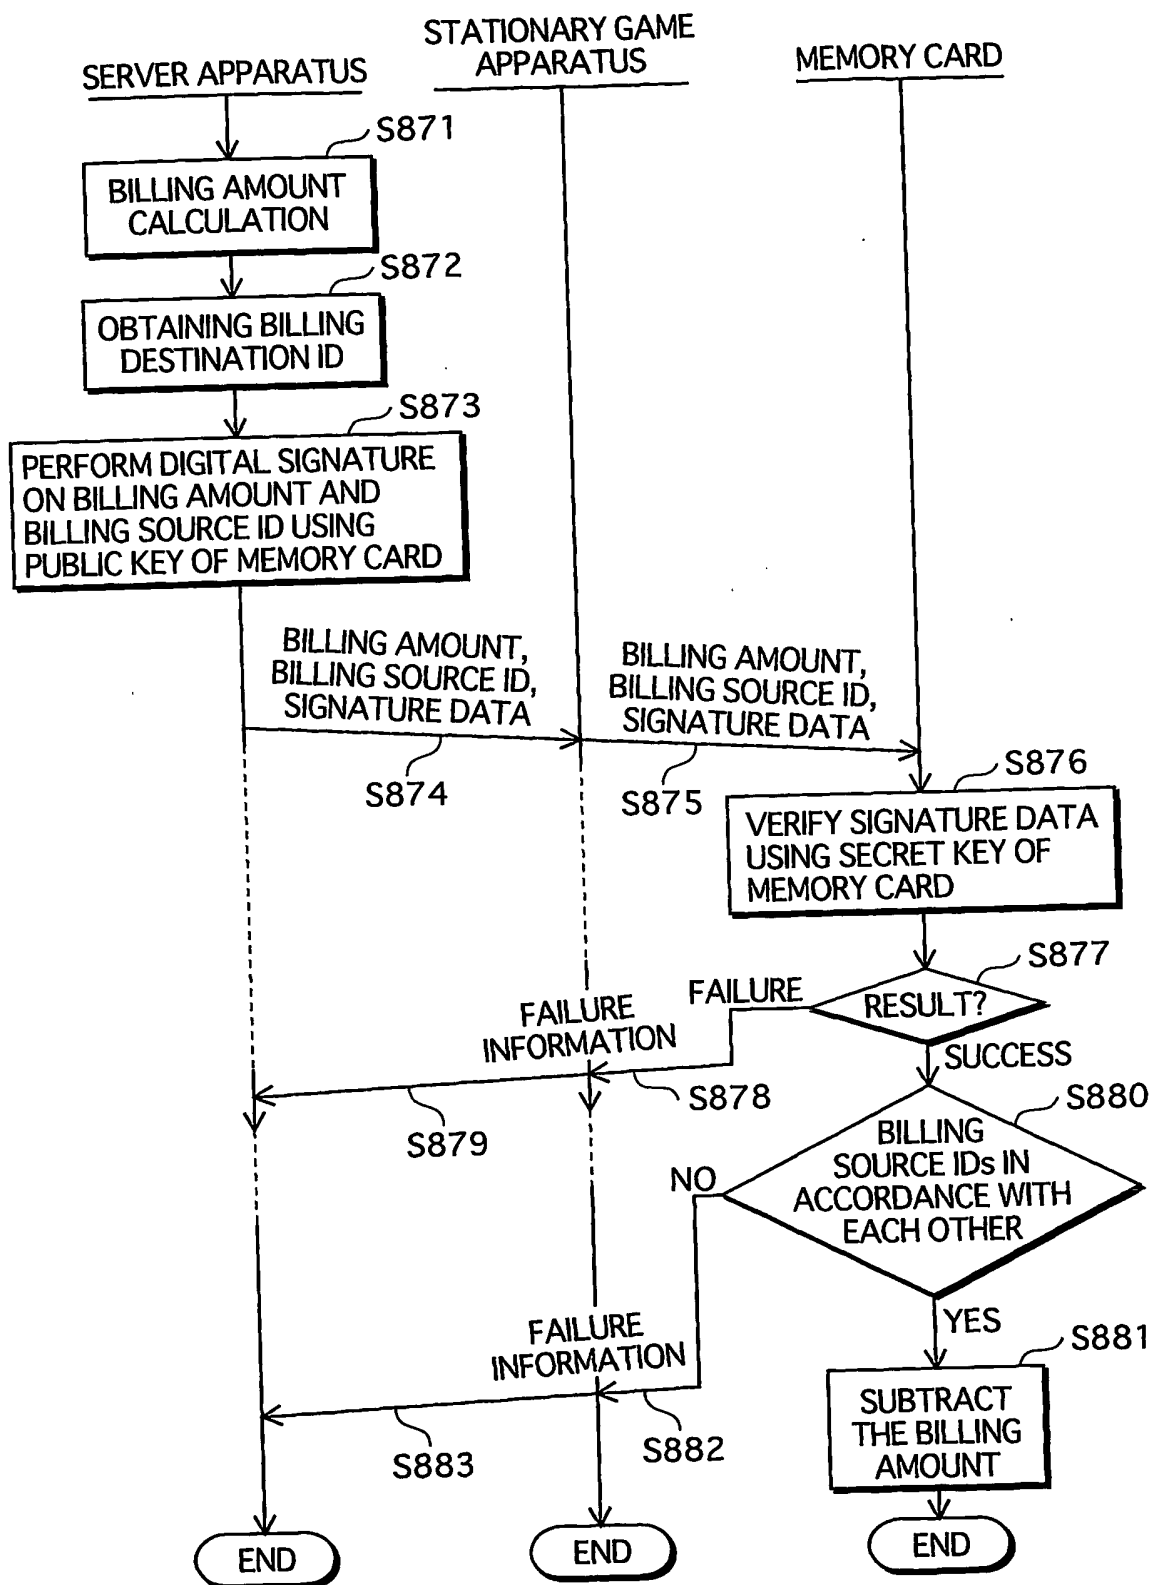 SERVER APPARATUS
STATIONARY GAME
APPARATUS
MEMORY CARD
S871
BILLING AMOUNT
CALCULATION
S872
OBTAINING BILLING
DESTINATION ID
S873
PERFORM DIGITAL SIGNATURE
ON BILLING AMOUNT AND
BILLING SOURCE ID USING
PUBLIC KEY OF MEMORY CARD
BILLING AMOUNT,
BILLING SOURCE ID,
SIGNATURE DATA
S874
BILLING AMOUNT,
BILLING SOURCE ID,
SIGNATURE DATA
S875
S876
VERIFY SIGNATURE DATA
USING SECRET KEY OF
MEMORY CARD
S877
RESULT?
FAILURE
SUCCESS
FAILURE
INFORMATION
S878
S879
S880
BILLING
SOURCE IDs IN
ACCORDANCE WITH
EACH OTHER
NO
YES
FAILURE
INFORMATION
S882
S883
S881
SUBTRACT
THE BILLING
AMOUNT
END
END
END